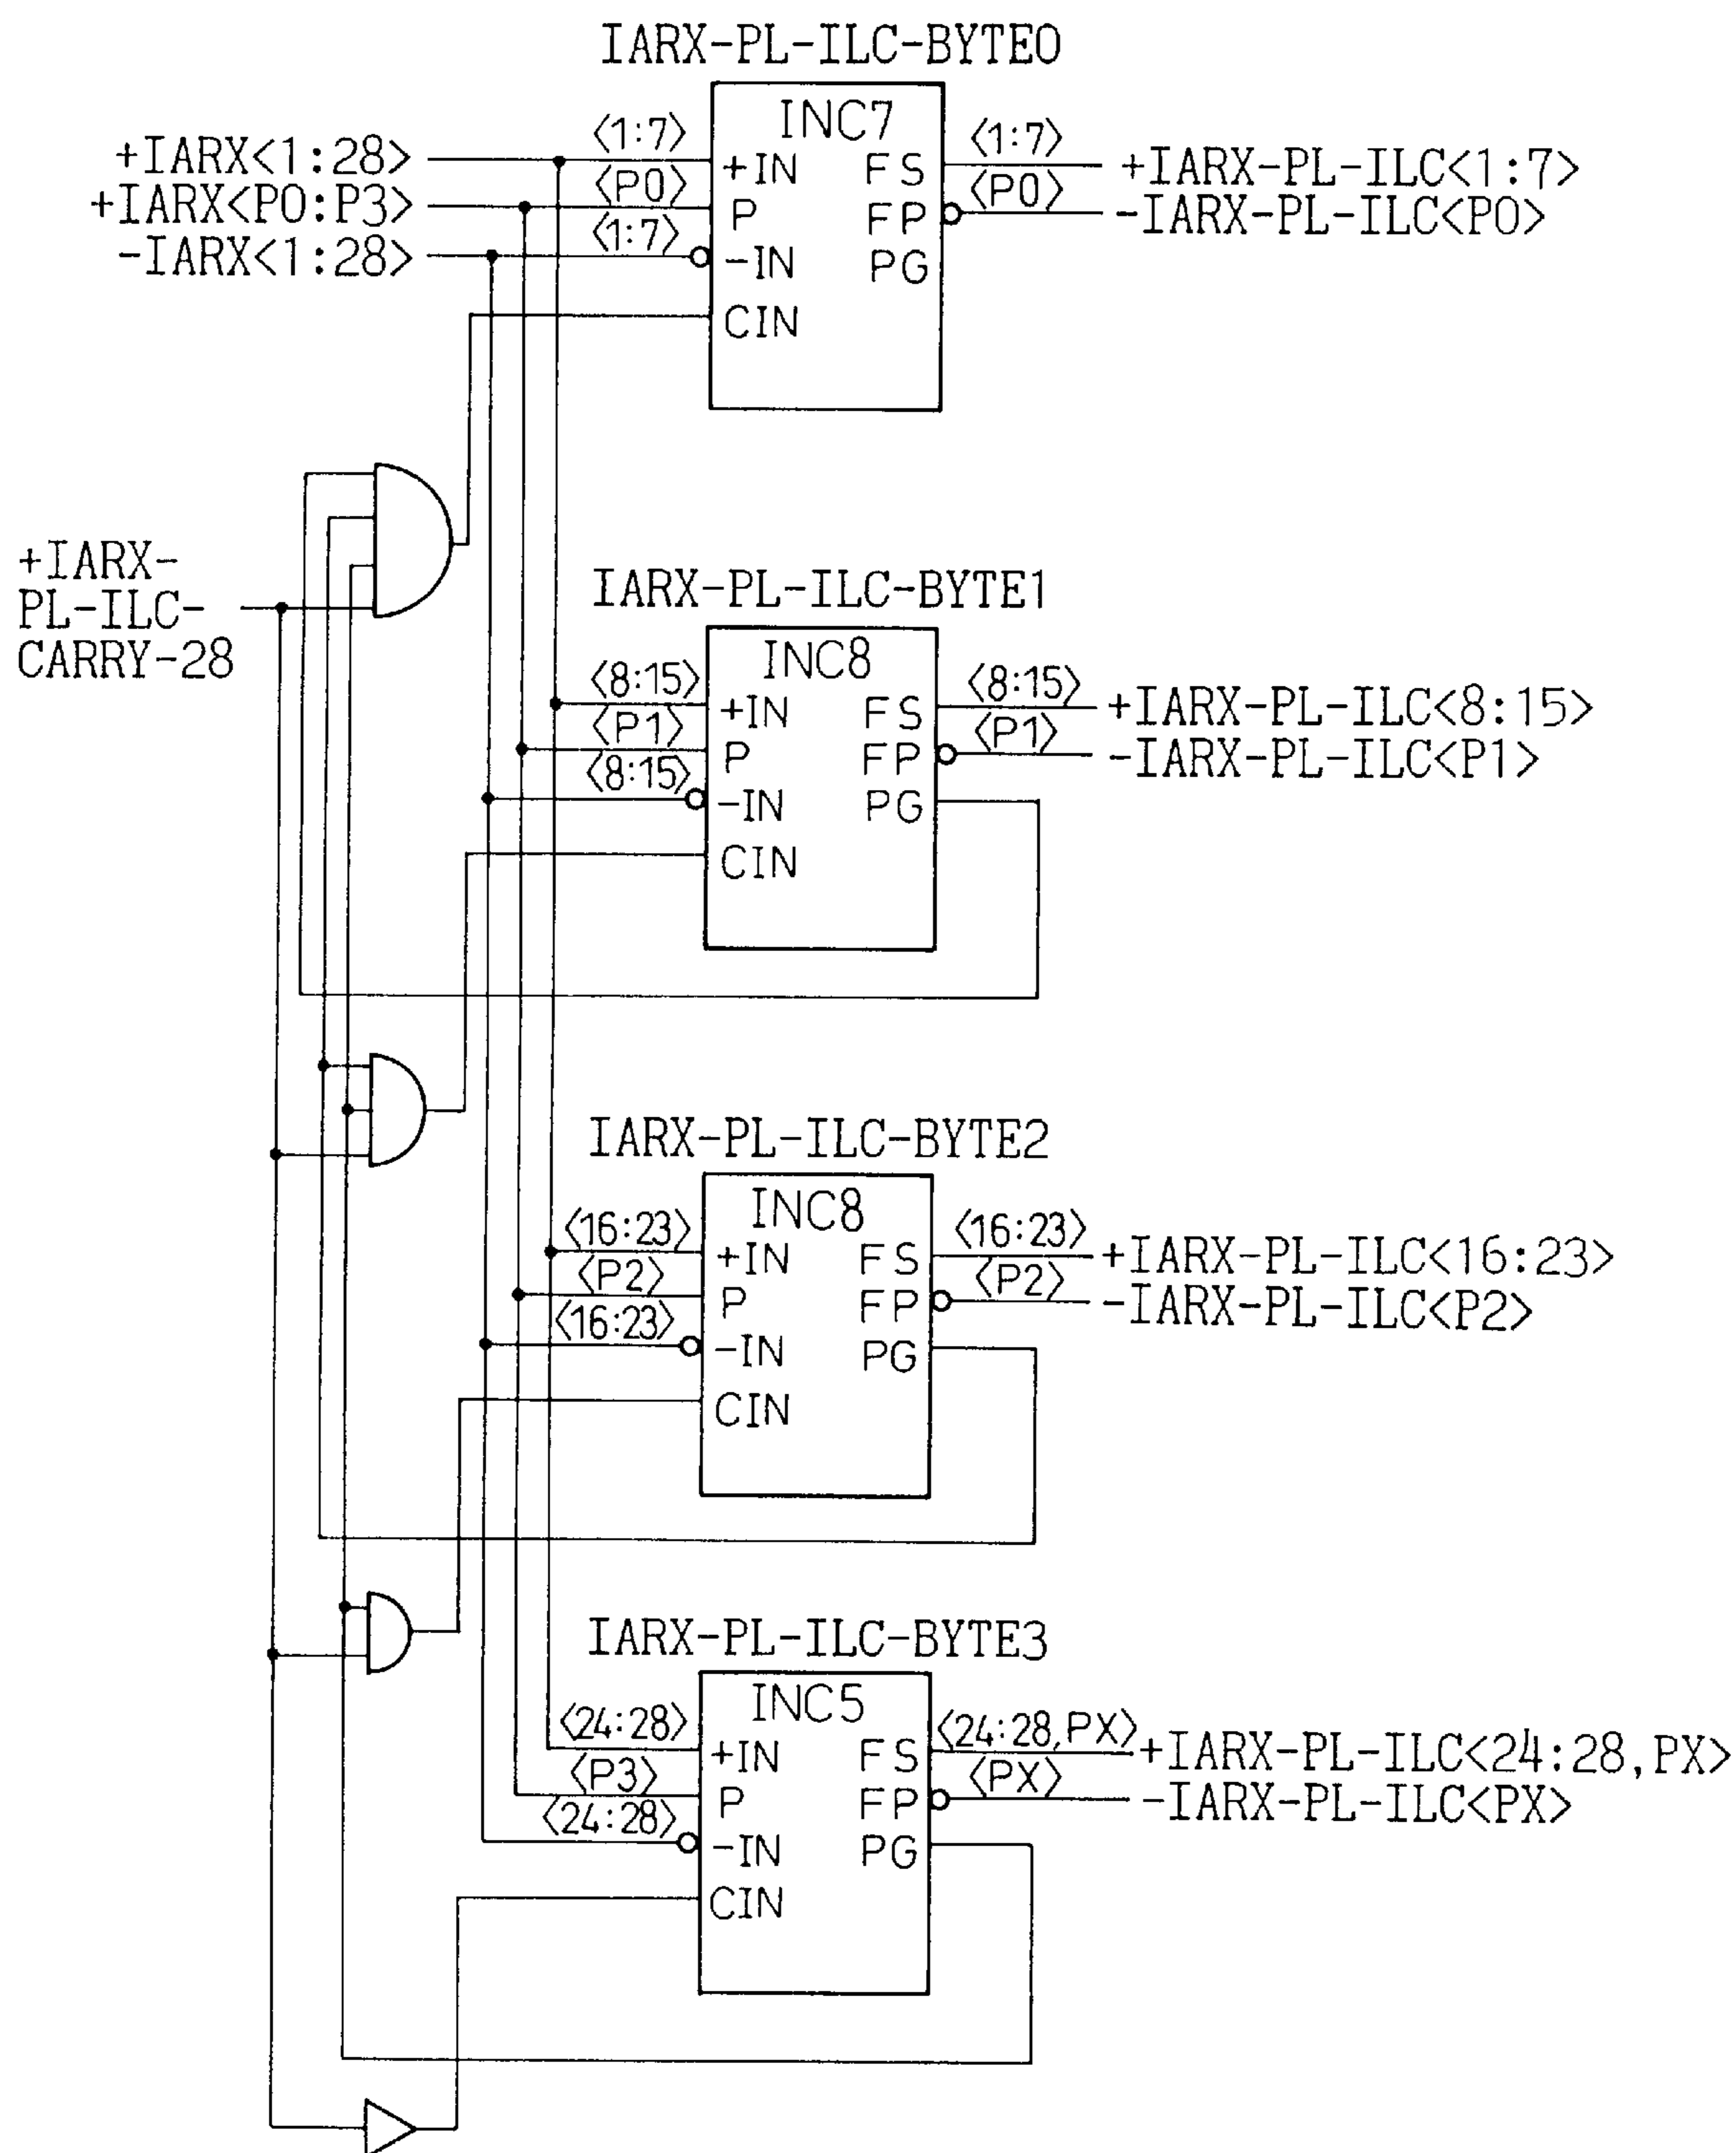 IARX-PL-ILC-BYTE0
INC7
+IARX<1:28>
<1:7>
+IN
FS
<1:7>
+IARX-PL-ILC<1:7>
+IARX<P0:P3>
<P0>
P
FP
<P0>
-IARX-PL-ILC<P0>
-IARX<1:28>
<1:7>
-IN
PG
CIN
+IARX-
PL-ILC-
CARRY-28
IARX-PL-ILC-BYTE1
INC8
<8:15>
+IN
FS
<8:15>
+IARX-PL-ILC<8:15>
<P1>
P
FP
<P1>
-IARX-PL-ILC<P1>
<8:15>
-IN
PG
CIN
IARX-PL-ILC-BYTE2
INC8
<16:23>
+IN
FS
<16:23>
+IARX-PL-ILC<16:23>
<P2>
P
FP
<P2>
-IARX-PL-ILC<P2>
<16:23>
-IN
PG
CIN
IARX-PL-ILC-BYTE3
INC5
<24:28>
+IN
FS
<24:28,PX>
+IARX-PL-ILC<24:28,PX>
<P3>
P
FP
<PX>
-IARX-PL-ILC<PX>
<24:28>
-IN
PG
CIN